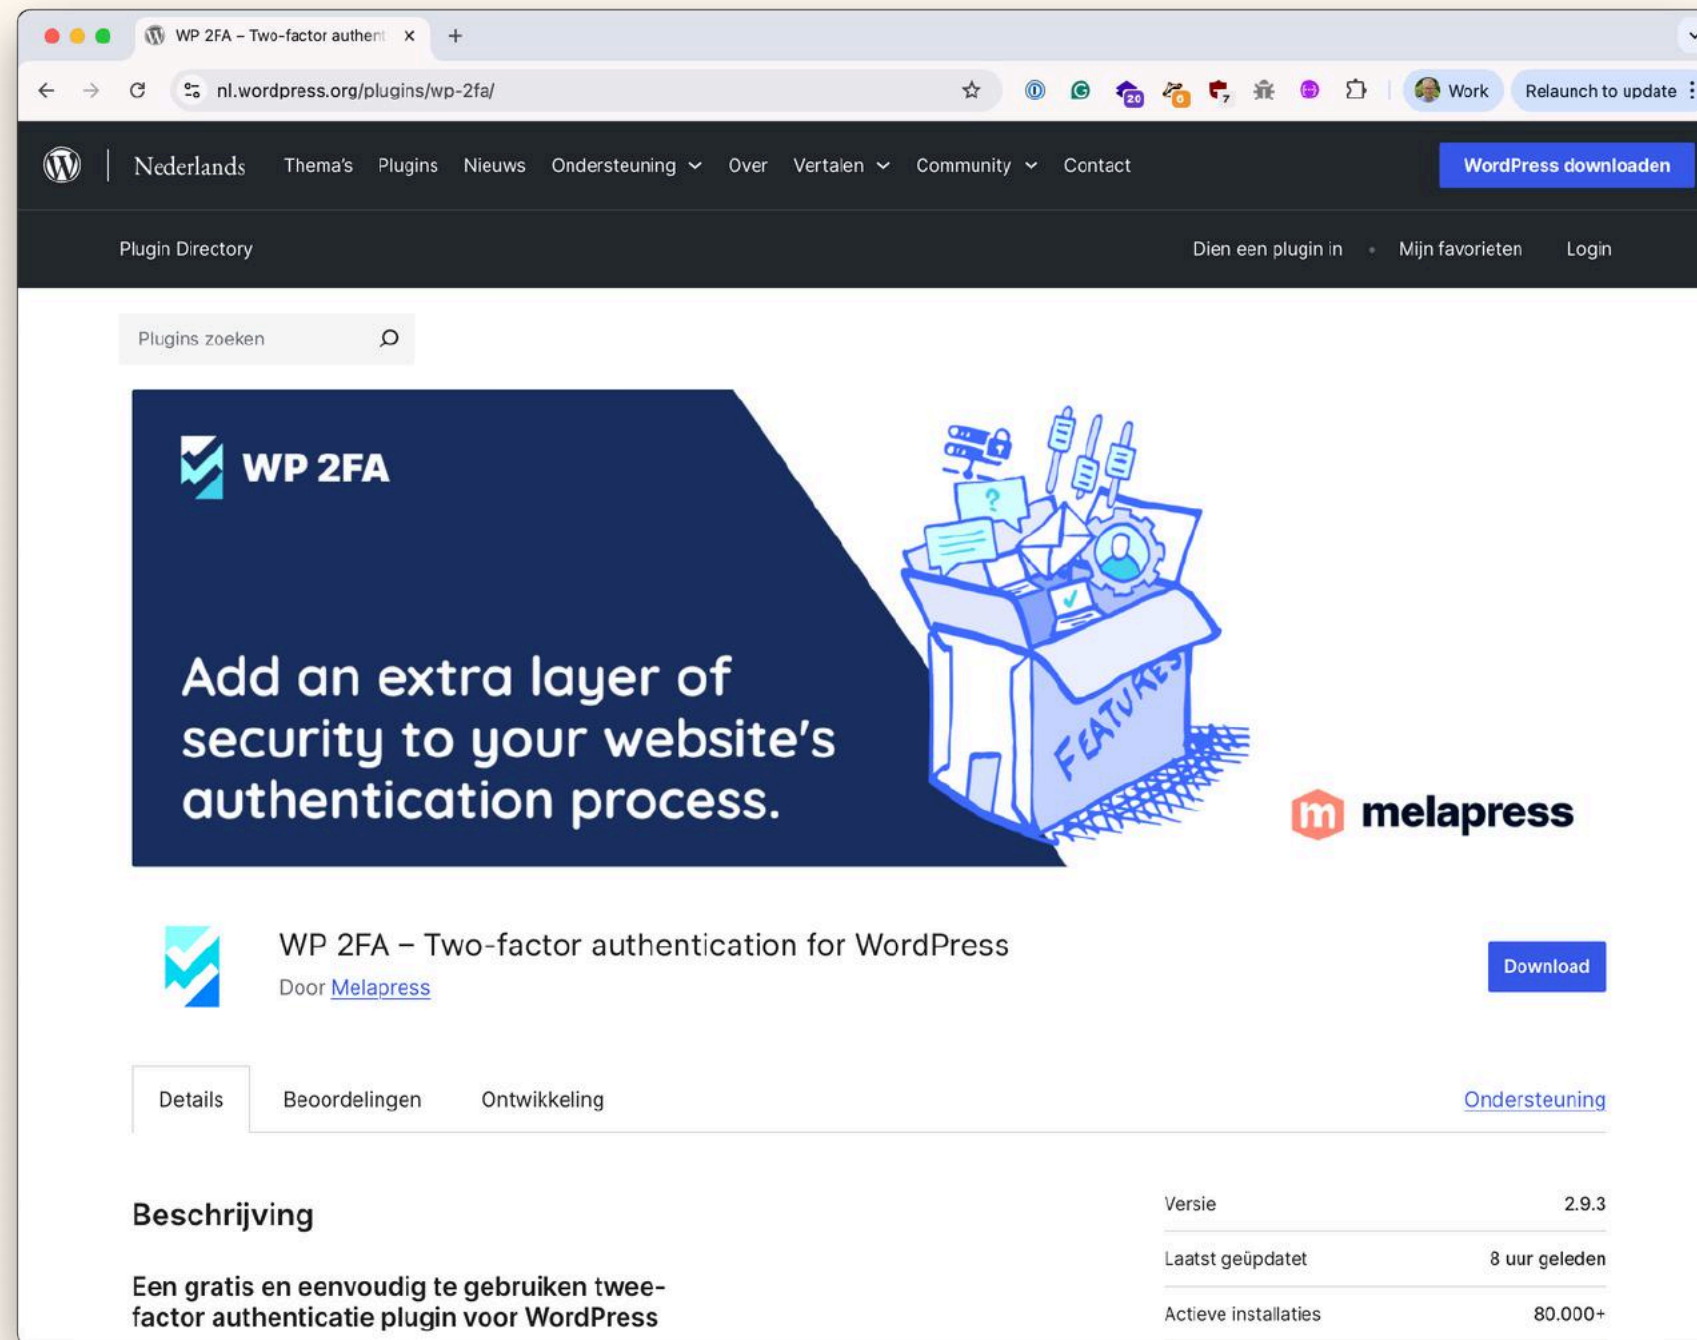 WP 2FA – Two-factor authent
nl.wordpress.org/plugins/wp-2fa/
20
0
7
Work
Relaunch to update
Nederlands
Thema's
Plugins
Nieuws
Ondersteuning
Over
Vertalen
Community
Contact
WordPress downloaden
Plugin Directory
Dien een plugin in
Mijn favorieten
Login
Plugins zoeken
WP 2FA
Add an extra layer of
security to your website's
authentication process.
?
FEATURES
m melapress
WP 2FA – Two-factor authentication for WordPress
Door Melapress
Download
Details
Beoordelingen
Ontwikkeling
Ondersteuning
Beschrijving
Een gratis en eenvoudig te gebruiken twee-
factor authenticatie plugin voor WordPress
Versie 2.9.3
Laatst geüpdatet 8 uur geleden
Actieve installaties 80.000+